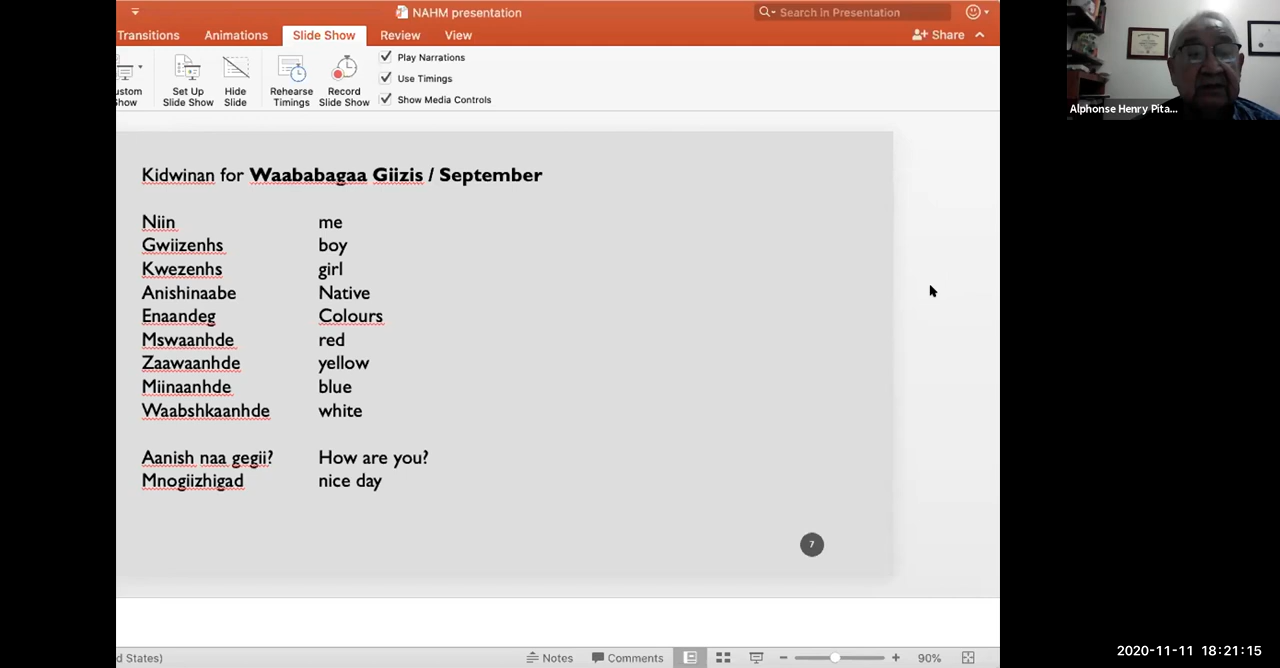 NAHM presentation
Search in Presentation
Transitions Animations Slide Show Review View
Share
ustom Show
Set Up Slide Show
Hide Slide
Rehearse Timings
Record Slide Show
Play Narrations
Use Timings
Show Media Controls
Alphonse Henry Pita...
Kidwinan for Waababagaa Giizis / September
Niin me
Gwiizenhs boy
Kwezenhs girl
Anishinaabe Native
Enaandeg Colours
Mswaanhde red
Zaawaanhde yellow
Miinaanhde blue
Waabshkaanhde white
Aanish naa gegii? How are you?
Mnogiizhigad nice day
7
d States) Notes Comments 90%
2020-11-11 18:21:15